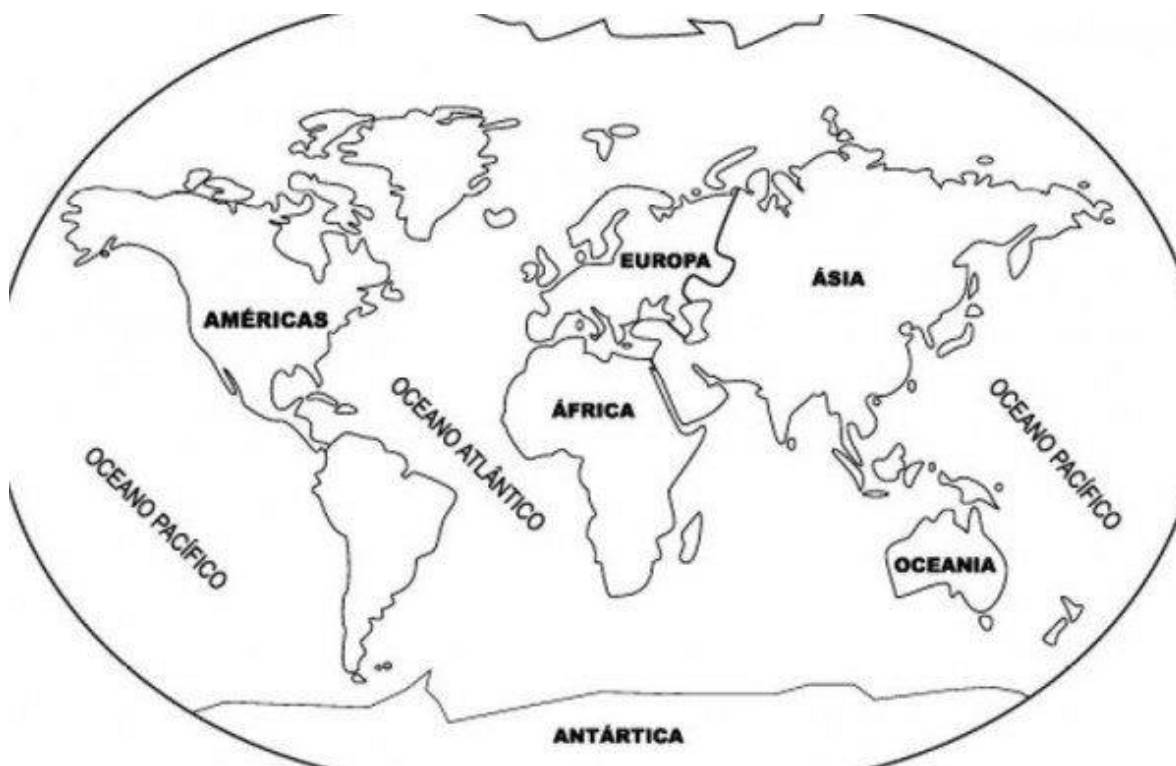 EUROPA
ÁSIA
AMÉRICAS
ÁFRICA
OCEANO ATLÂNTICO
OCEANO PACÍFICO
OCEANO PACÍFICO
OCEANIA
ANTÁRTICA